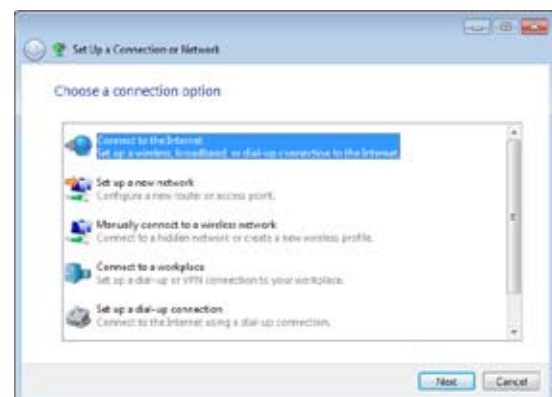 Set Up a Connection or Network
Choose a connection option
Connect to the Internet
Set up a wireless, broadband, or dial-up connection to the Internet.
Set up a new network
Configure a new router or access point.
Manually connect to a wireless network
Connect to a hidden network or create a new wireless profile.
Connect to a workplace
Set up a dial-up or VPN connection to your workplace.
Set up a dial-up connection
Connect to the Internet using a dial-up connection.
Next
Cancel